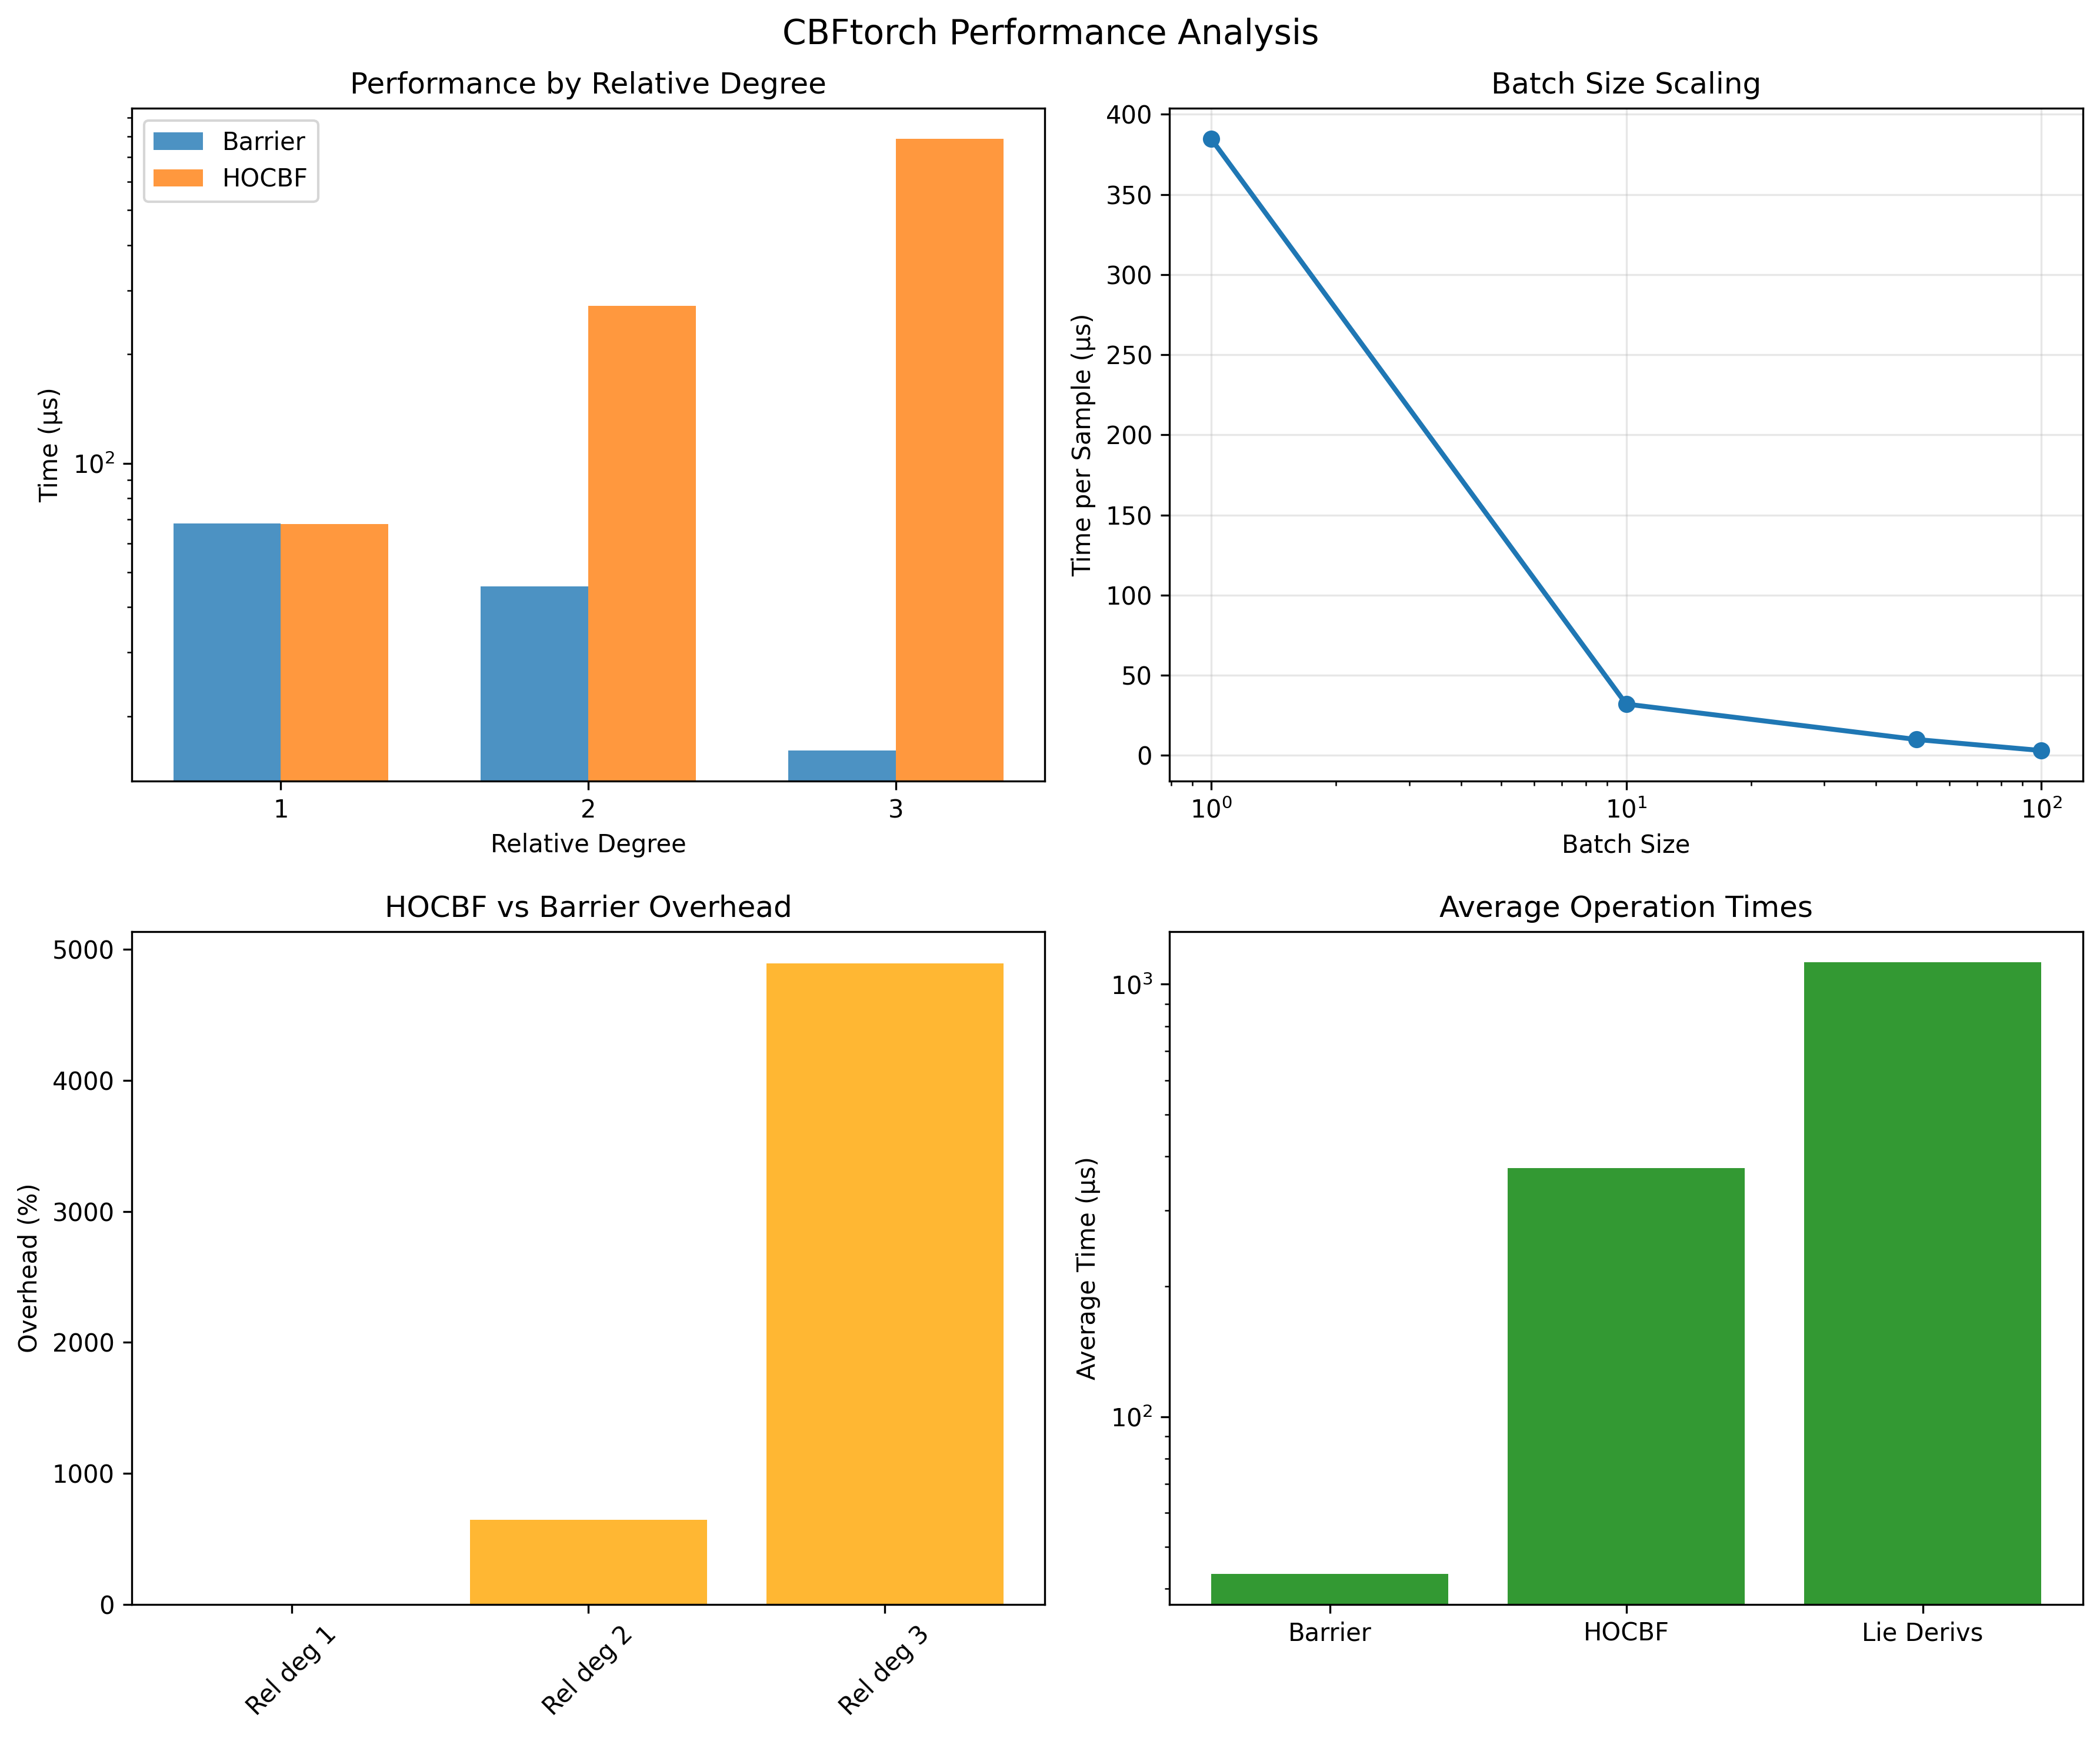 CBFtorch Performance Analysis
Performance by Relative Degree
Barrier
HOCBF
Time (µs)
10²
1 2 3
Relative Degree
Batch Size Scaling
Time per Sample (µs)
400
350
300
250
200
150
100
50
0
10⁰ 10¹ 10²
Batch Size
HOCBF vs Barrier Overhead
Overhead (%)
5000
4000
3000
2000
1000
0
Rel deg 1 Rel deg 2 Rel deg 3
Average Operation Times
Average Time (µs)
10³
10²
Barrier HOCBF Lie Derivs